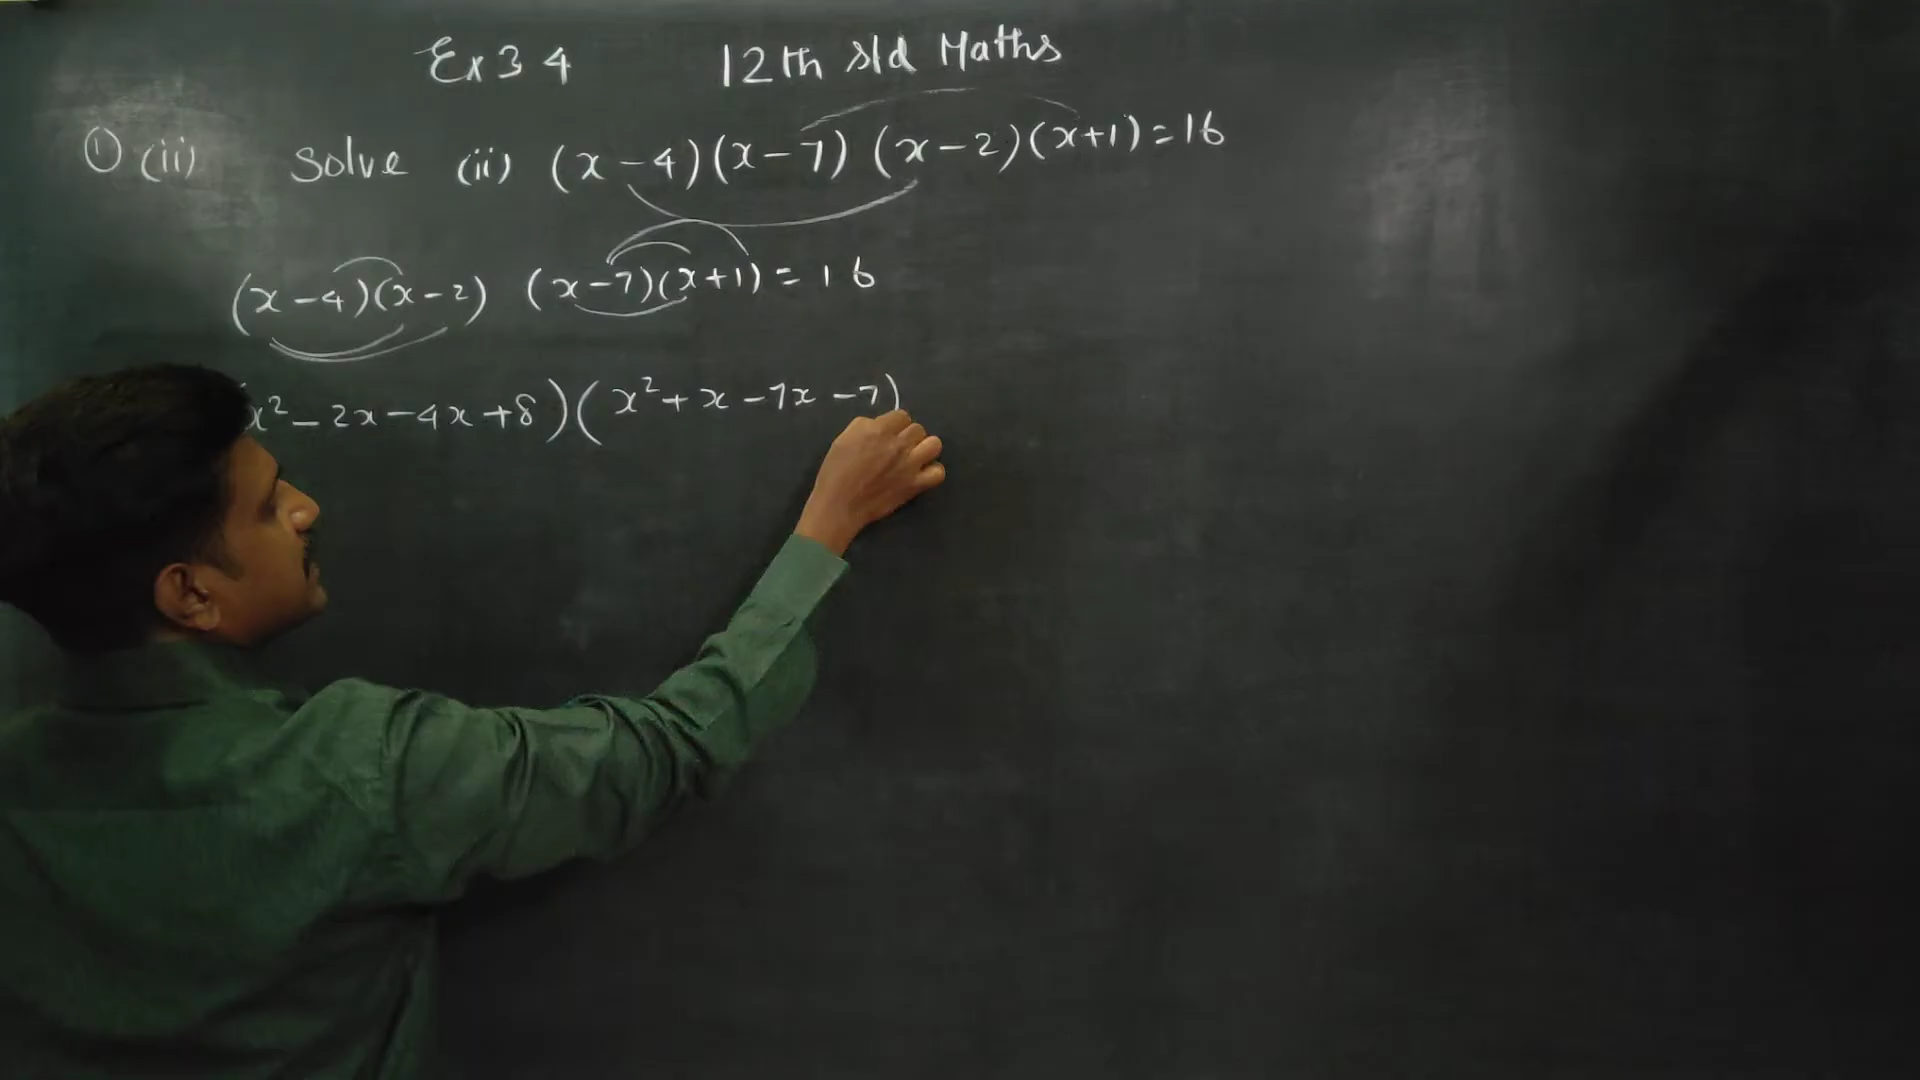 Ex 3 4 12th std Maths
① (ii) Solve (ii) (x-4)(x-7)(x-2)(x+1)=16
(x-4)(x-2) (x-7)(x+1)=16
x²-2x-4x+8)(x²+x-7x-7)